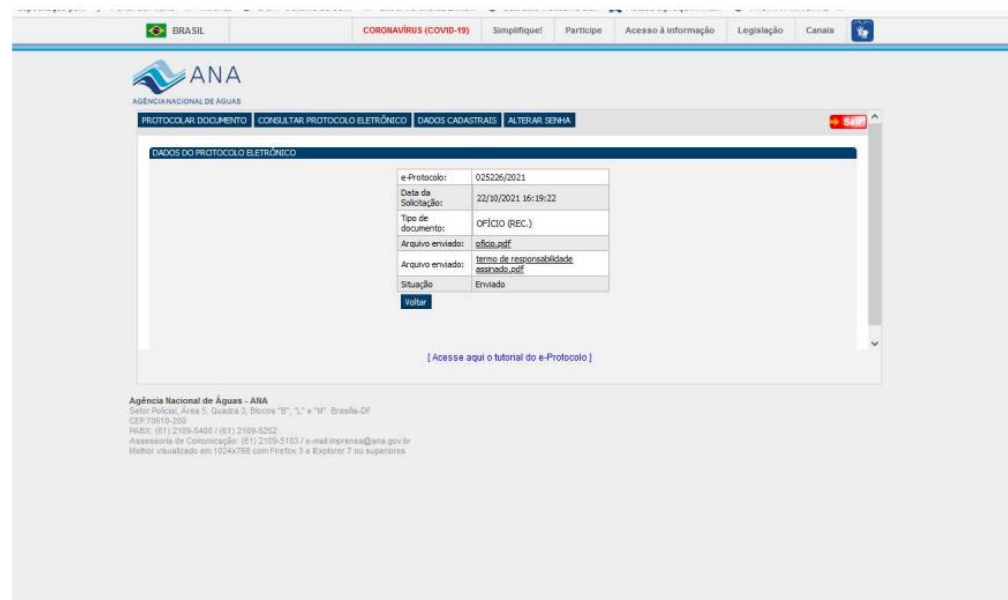 BRASIL CORONAVÍRUS (COVID-19) Simplifique! Participe Acesso à informação Legislação Canais
ANA
AGÊNCIA NACIONAL DE ÁGUAS
PROTOCOLAR DOCUMENTO CONSULTAR PROTOCOLO ELETRÔNICO DADOS CADASTRAIS ALTERAR SENHA Sair
DADOS DO PROTOCOLO ELETRÔNICO
e-Protocolo: 025226/2021
Data da
Solicitação: 22/10/2021 16:19:22
Tipo de
documento: OFÍCIO (REC.)
Arquivo enviado: oficio.pdf
Arquivo enviado: termo de responsabilidade
assinado.pdf
Situação Enviado
Voltar
[ Acesse aqui o tutorial do e-Protocolo ]
Agência Nacional de Águas - ANA
Setor Policial, Área 5, Quadra 3, Blocos "B", "L" e "M". Brasília-DF
CEP:70610-200
PABX: (61) 2109-5400 / (61) 2109-5252
Assessoria de Comunicação: (61) 2109-5103 / e-mail:imprensa@ana.gov.br
Melhor visualizado em 1024x768 com Firefox 3 e Explorer 7 ou superiores